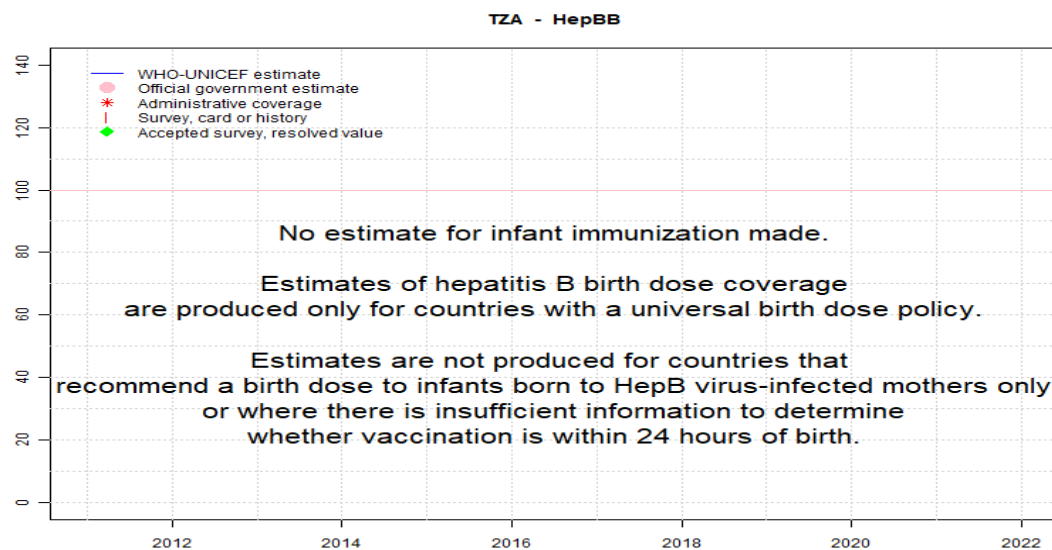 TZA - HepBB
WHO-UNICEF estimate
Official government estimate
Administrative coverage
Survey, card or history
Accepted survey, resolved value
140
120
100
80
60
40
20
0
No estimate for infant immunization made.
Estimates of hepatitis B birth dose coverage
are produced only for countries with a universal birth dose policy.
Estimates are not produced for countries that
recommend a birth dose to infants born to HepB virus-infected mothers only
or where there is insufficient information to determine
whether vaccination is within 24 hours of birth.
2012 2014 2016 2018 2020 2022